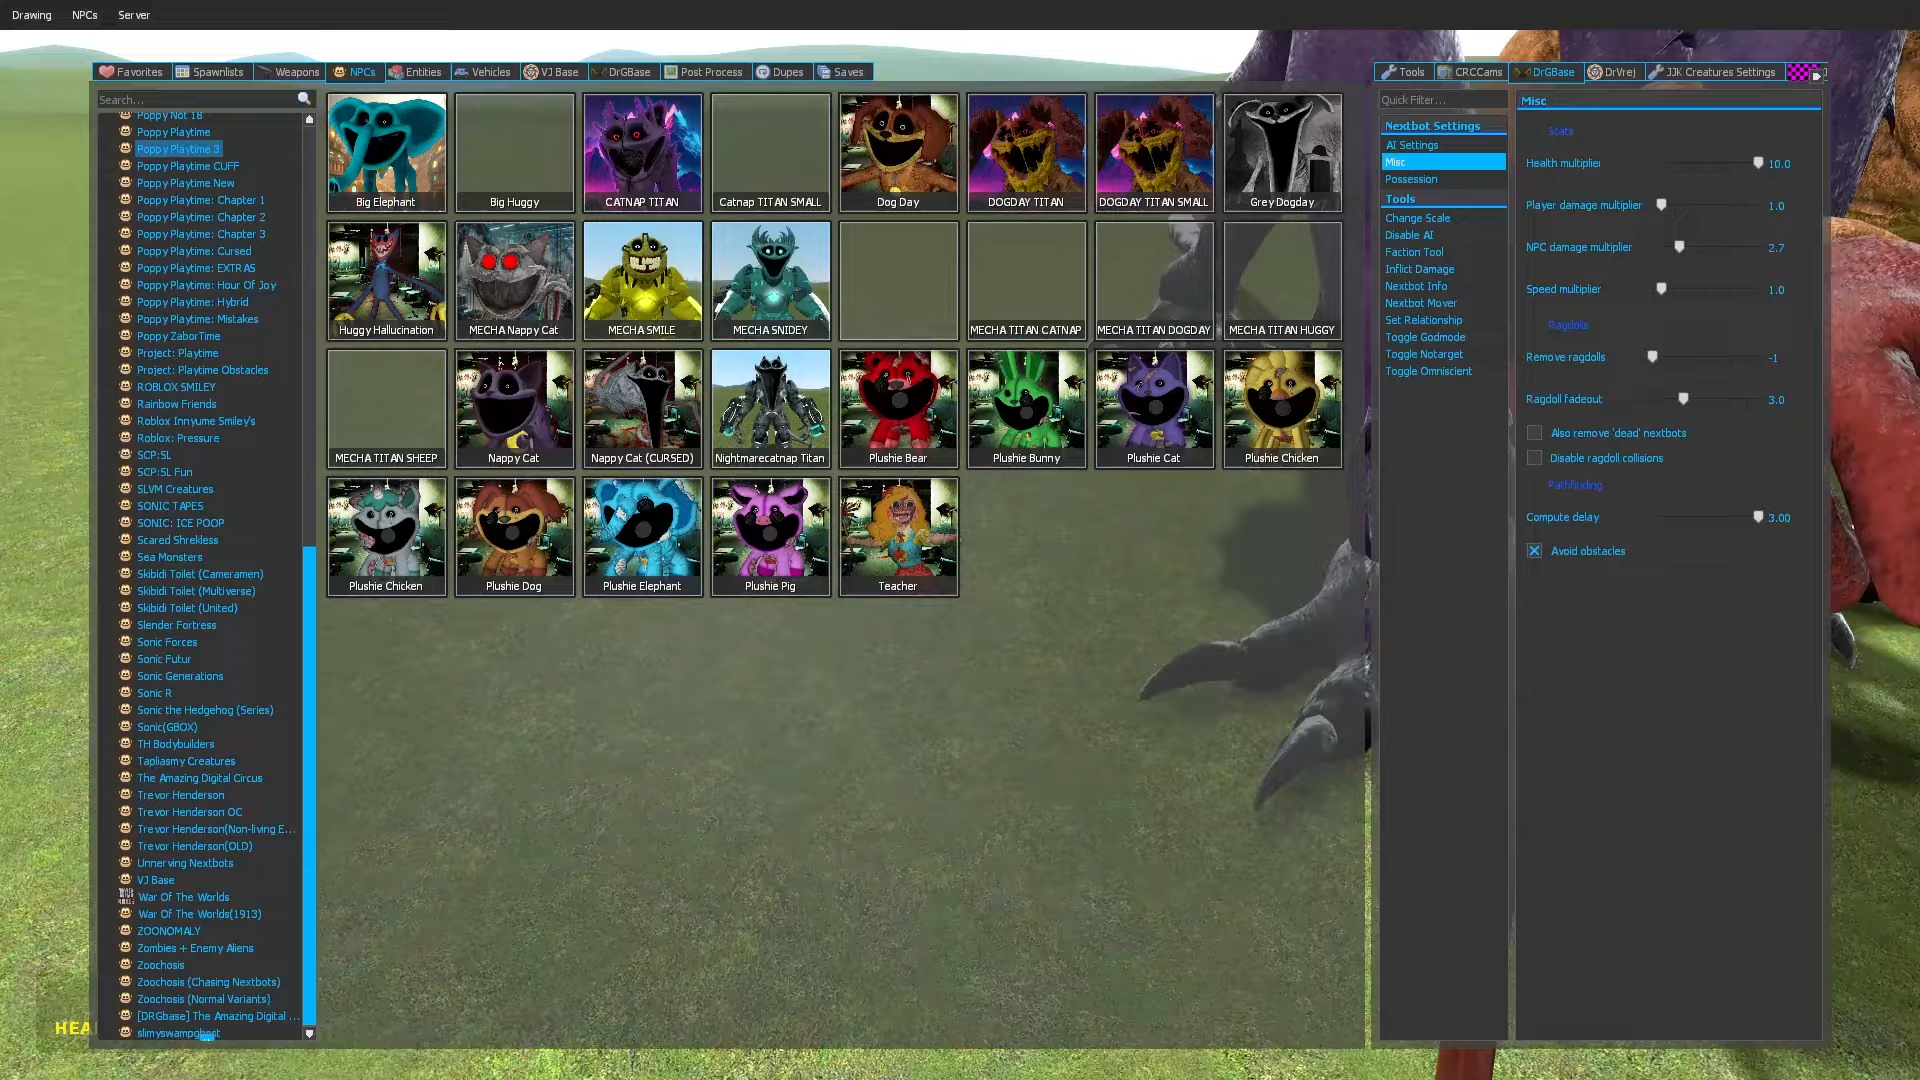 Drawing NPCs Server
Favorites Spawnlists Weapons NPCs Entities Vehicles VJ Base DrGBase Post Process Dupes Saves
Tools CRCCams DrGBase DrVrej JJK Creatures Settings
Search...
Poppy Not 18
Poppy Playtime
Poppy Playtime 3
Poppy Playtime CUFF
Poppy Playtime New
Poppy Playtime: Chapter 1
Poppy Playtime: Chapter 2
Poppy Playtime: Chapter 3
Poppy Playtime: Cursed
Poppy Playtime: EXTRAS
Poppy Playtime: Hour Of Joy
Poppy Playtime: Hybrid
Poppy Playtime: Mistakes
Poppy ZaborTime
Project: Playtime
Project: Playtime Obstacles
ROBLOX SMILEY
Rainbow Friends
Roblox Innyume Smiley's
Roblox: Pressure
SCP:SL
SCP:SL Fun
SLVM Creatures
SONIC TAPES
SONIC: ICE POOP
Scared Shrekless
Sea Monsters
Skibidi Toilet (Cameramen)
Skibidi Toilet (Multiverse)
Skibidi Toilet (United)
Slender Fortress
Sonic Forces
Sonic Futur
Sonic Generations
Sonic R
Sonic the Hedgehog (Series)
Sonic(GBOX)
TH Bodybuilders
Tapliasmy Creatures
The Amazing Digital Circus
Trevor Henderson
Trevor Henderson OC
Trevor Henderson(Non-living E...
Trevor Henderson(OLD)
Unnerving Nextbots
VJ Base
War Of The Worlds
War Of The Worlds(1913)
ZOONOMALY
Zombies + Enemy Aliens
Zoochosis
Zoochosis (Chasing Nextbots)
Zoochosis (Normal Variants)
[DRGbase] The Amazing Digital ...
slimyswampghost
HEA
Big Elephant Big Huggy CATNAP TITAN Catnap TITAN SMALL Dog Day DOGDAY TITAN DOGDAY TITAN SMALL Grey Dogday
Huggy Hallucination MECHA Nappy Cat MECHA SMILE MECHA SNIDEY MECHA TITAN CATNAP MECHA TITAN DOGDAY MECHA TITAN HUGGY
MECHA TITAN SHEEP Nappy Cat Nappy Cat (CURSED) Nightmarecatnap Titan Plushie Bear Plushie Bunny Plushie Cat Plushie Chicken
Plushie Chicken Plushie Dog Plushie Elephant Plushie Pig Teacher
Quick Filter...
Nextbot Settings
AI Settings
Misc
Possession
Tools
Change Scale
Disable AI
Faction Tool
Inflict Damage
Nextbot Info
Nextbot Mover
Set Relationship
Toggle Godmode
Toggle Notarget
Toggle Omniscient
Misc
Stats
Health multiplier 10.0
Player damage multiplier 1.0
NPC damage multiplier 2.7
Speed multiplier 1.0
Ragdolls
Remove ragdolls -1
Ragdoll fadeout 3.0
Also remove 'dead' nextbots
Disable ragdoll collisions
Pathfinding
Compute delay 3.00
Avoid obstacles